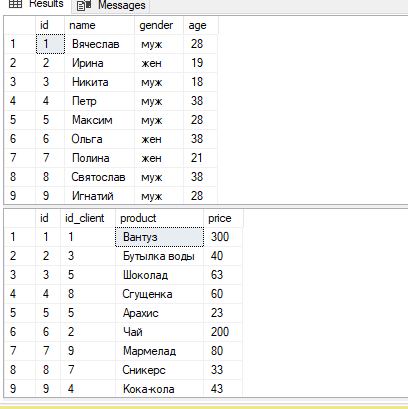 Results Messages
id name gender age
1 1 Вячеслав муж 28
2 2 Ирина жен 19
3 3 Никита муж 18
4 4 Петр муж 38
5 5 Максим муж 28
6 6 Ольга жен 38
7 7 Полина жен 21
8 8 Святослав муж 38
9 9 Игнатий муж 28
id id_client product price
1 1 1 Вантуз 300
2 2 3 Бутылка воды 40
3 3 5 Шоколад 63
4 4 8 Сгущенка 60
5 5 5 Арахис 23
6 6 2 Чай 200
7 7 9 Мармелад 80
8 8 7 Сникерс 33
9 9 4 Кока-кола 43